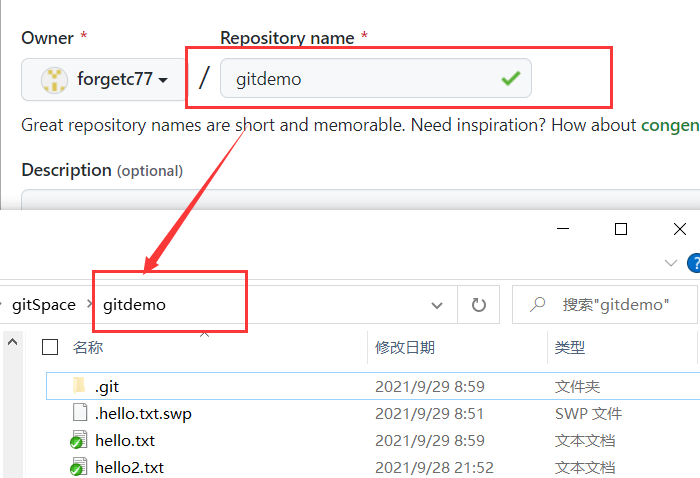 Owner * Repository name *
forgetc77 / gitdemo
Great repository names are short and memorable. Need inspiration? How about congen
Description (optional)
gitSpace > gitdemo 搜索"gitdemo"
名称 修改日期 类型
.git 2021/9/29 8:59 文件夹
.hello.txt.swp 2021/9/29 8:51 SWP 文件
hello.txt 2021/9/29 8:59 文本文档
hello2.txt 2021/9/28 21:52 文本文档